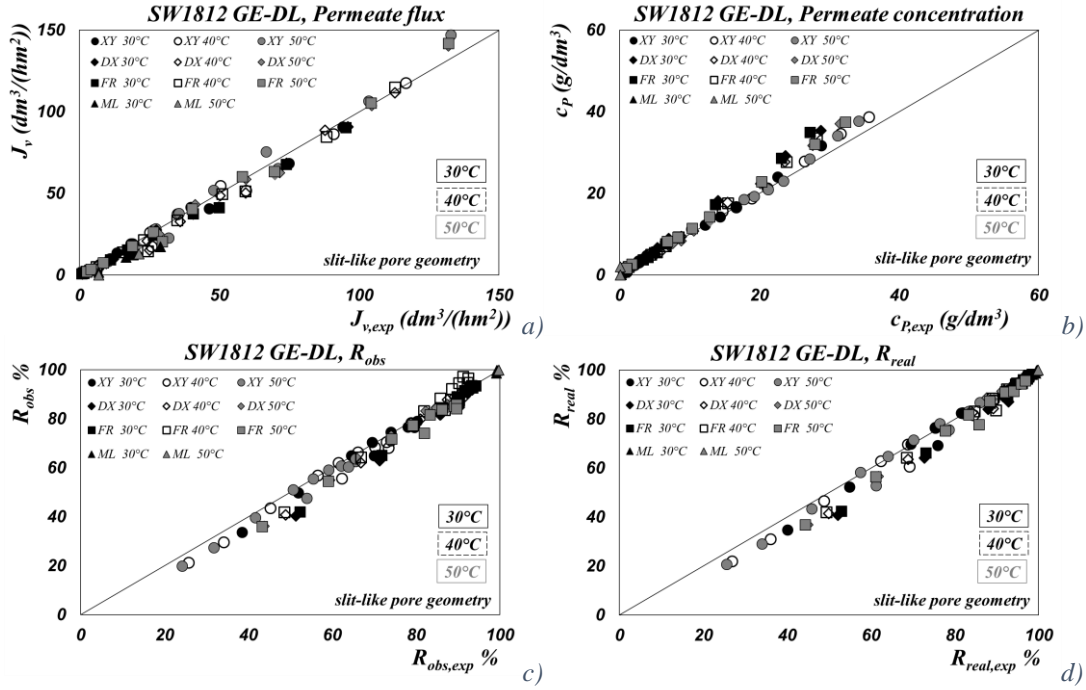 SW1812 GE-DL, Permeate flux
150
XY 30°C XY 40°C XY 50°C
DX 30°C DX 40°C DX 50°C
FR 30°C FR 40°C FR 50°C
ML 30°C ML 50°C
100
50
0
J_v (dm³/(hm²)
30°C
40°C
50°C
slit-like pore geometry
0 50 100 150
J_v,exp (dm³/(hm²)
a)
SW1812 GE-DL, Permeate concentration
60
XY 30°C XY 40°C XY 50°C
DX 30°C DX 40°C DX 50°C
FR 30°C FR 40°C FR 50°C
ML 30°C ML 50°C
40
20
0
c_P (g/dm³)
30°C
40°C
50°C
slit-like pore geometry
0 20 40 60
c_P,exp (g/dm³)
b)
SW1812 GE-DL, R_obs
100
XY 30°C XY 40°C XY 50°C
DX 30°C DX 40°C DX 50°C
FR 30°C FR 40°C FR 50°C
ML 30°C ML 50°C
80
60
40
20
0
R_obs %
30°C
40°C
50°C
slit-like pore geometry
0 20 40 60 80 100
R_obs,exp %
c)
SW1812 GE-DL, R_real
100
XY 30°C XY 40°C XY 50°C
DX 30°C DX 40°C DX 50°C
FR 30°C FR 40°C FR 50°C
ML 30°C ML 50°C
80
60
40
20
0
R_real %
30°C
40°C
50°C
slit-like pore geometry
0 20 40 60 80 100
R_real,exp %
d)